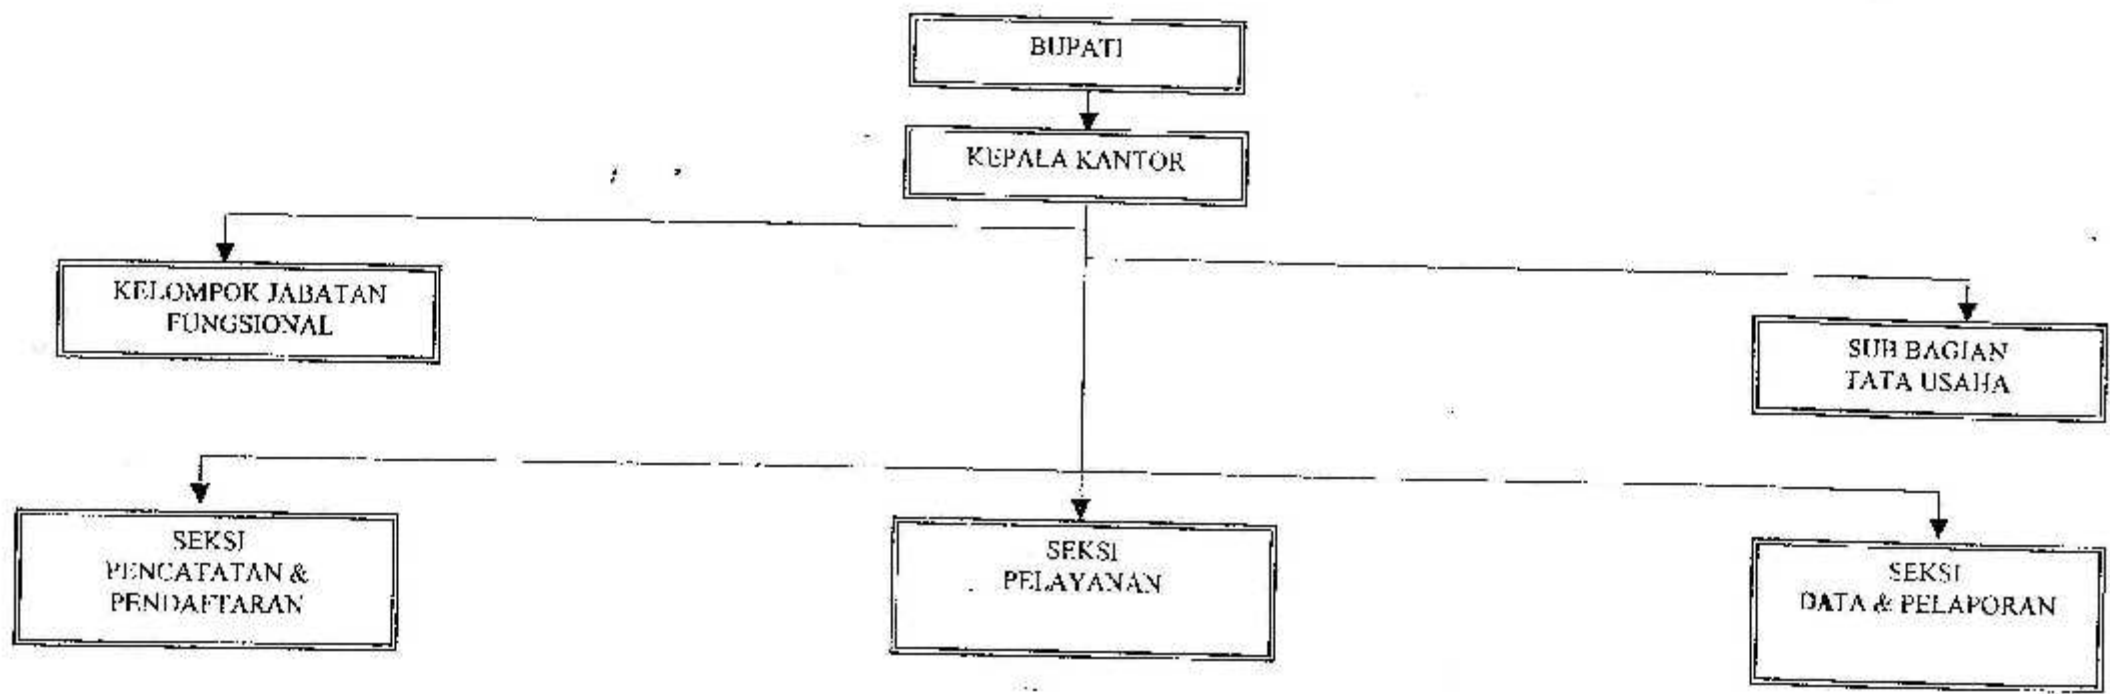 BUPATI
KEPALA KANTOR
KELOMPOK JABATAN
FUNGSIONAL
SUB BAGIAN
TATA USAHA
SEKSI
PENCATATAN &
PENDAFTARAN
SEKSI
PELAYANAN
SEKSI
DATA & PELAPORAN